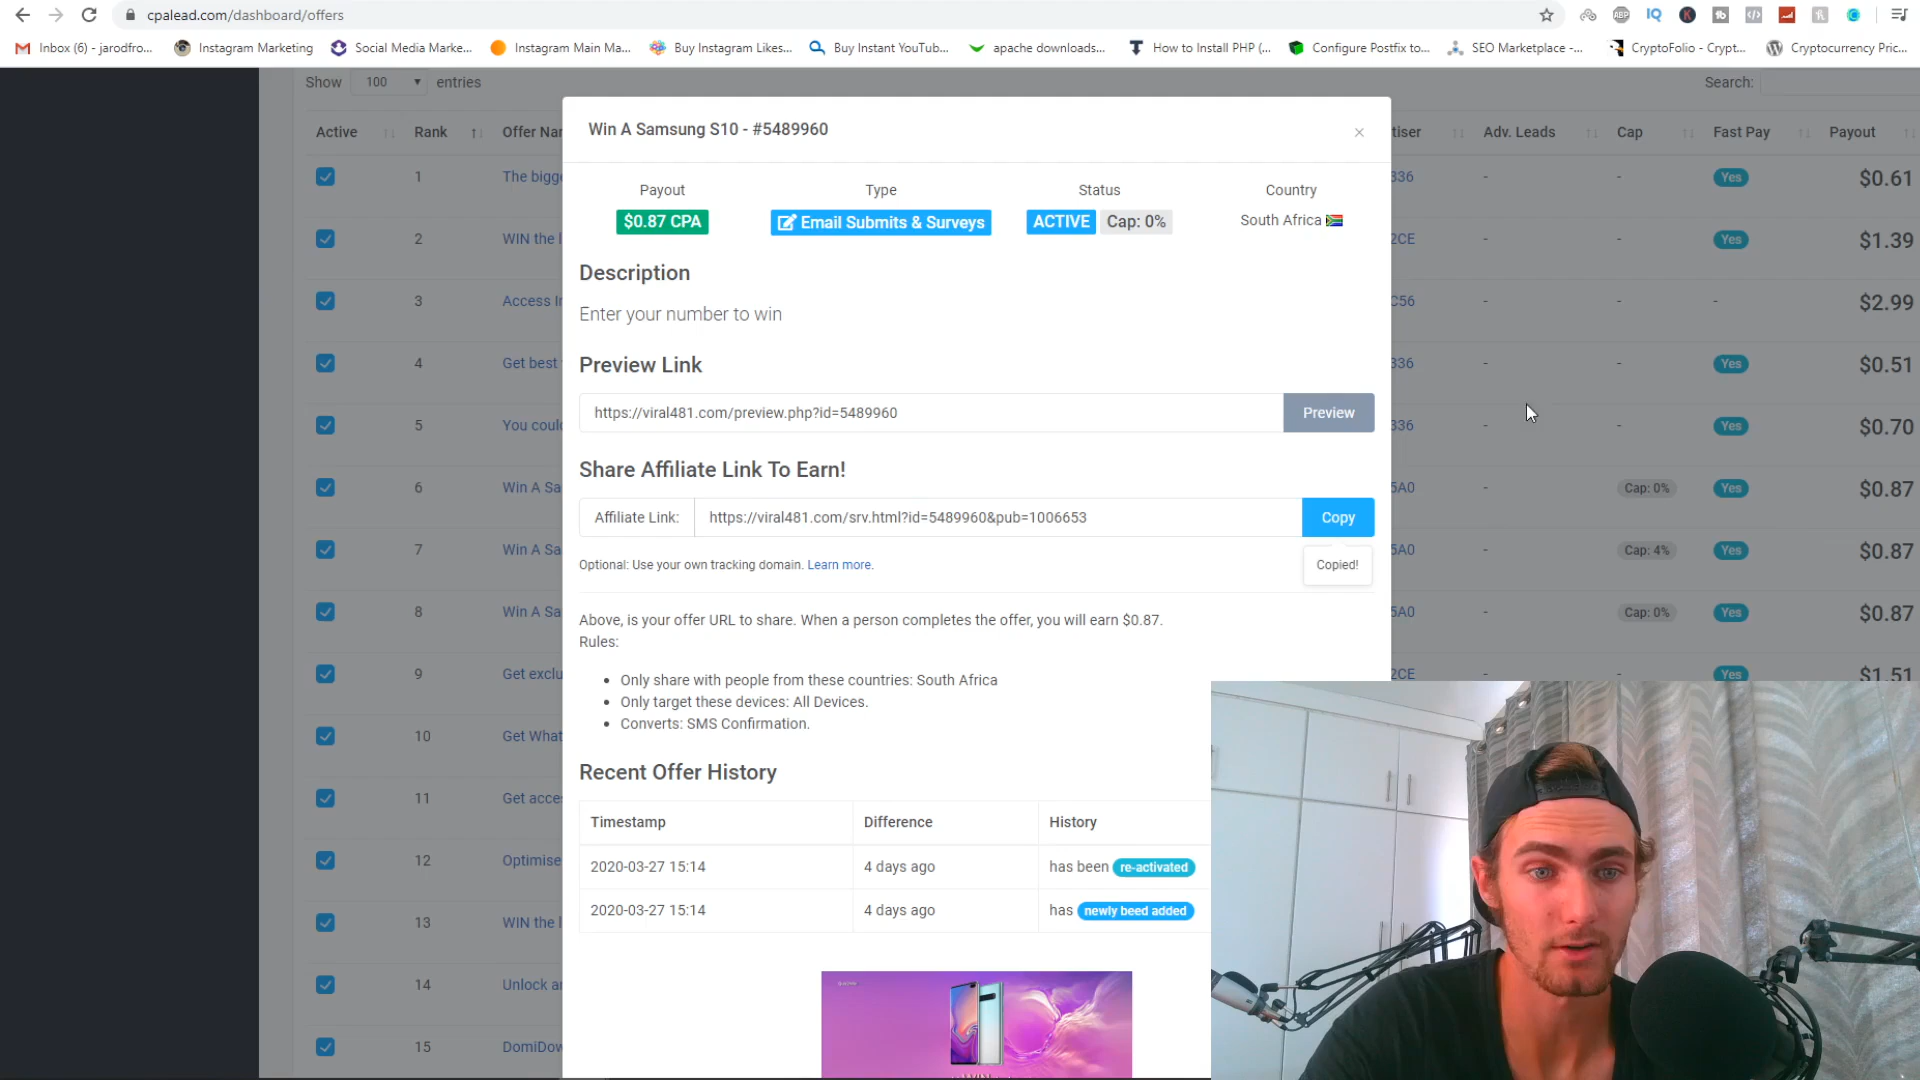 cpalead.com/dashboard/offers
Inbox (6) - jarodfro... Instagram Marketing Social Media Marke... Instagram Main Ma... Buy Instagram Likes... Buy Instant YouTub... apache downloads... How to Install PHP (... Configure Postfix to... SEO Marketplace -... CryptoFolio - Crypt... Cryptocurrency Pric...
Show 100 entries Search:
Active Rank Offer Nar tiser Adv. Leads Cap Fast Pay Payout
1 The bigge 336 - - Yes $0.61
2 WIN the l 2CE - - Yes $1.39
3 Access In C56 - - - $2.99
4 Get best 336 - - Yes $0.51
5 You coul 336 - - Yes $0.70
6 Win A Sa 5A0 - Cap: 0% Yes $0.87
7 Win A Sa 5A0 - Cap: 4% Yes $0.87
8 Win A Sa 5A0 - Cap: 0% Yes $0.87
9 Get exclu 2CE - - Yes $1.51
10 Get What
11 Get acce
12 Optimise
13 WIN the l
14 Unlock a
15 DomiDow
Win A Samsung S10 - #5489960
Payout Type Status Country
$0.87 CPA Email Submits & Surveys ACTIVE Cap: 0% South Africa
Description
Enter your number to win
Preview Link
https://viral481.com/preview.php?id=5489960 Preview
Share Affiliate Link To Earn!
Affiliate Link: https://viral481.com/srv.html?id=5489960&pub=1006653 Copy
Optional: Use your own tracking domain. Learn more. Copied!
Above, is your offer URL to share. When a person completes the offer, you will earn $0.87.
Rules:
Only share with people from these countries: South Africa
Only target these devices: All Devices.
Converts: SMS Confirmation.
Recent Offer History
Timestamp Difference History
2020-03-27 15:14 4 days ago has been re-activated
2020-03-27 15:14 4 days ago has newly beed added